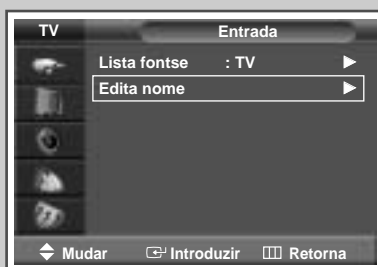 TV Entrada
Lista fontse : TV
Edita nome
Mudar Introduzir Retorna